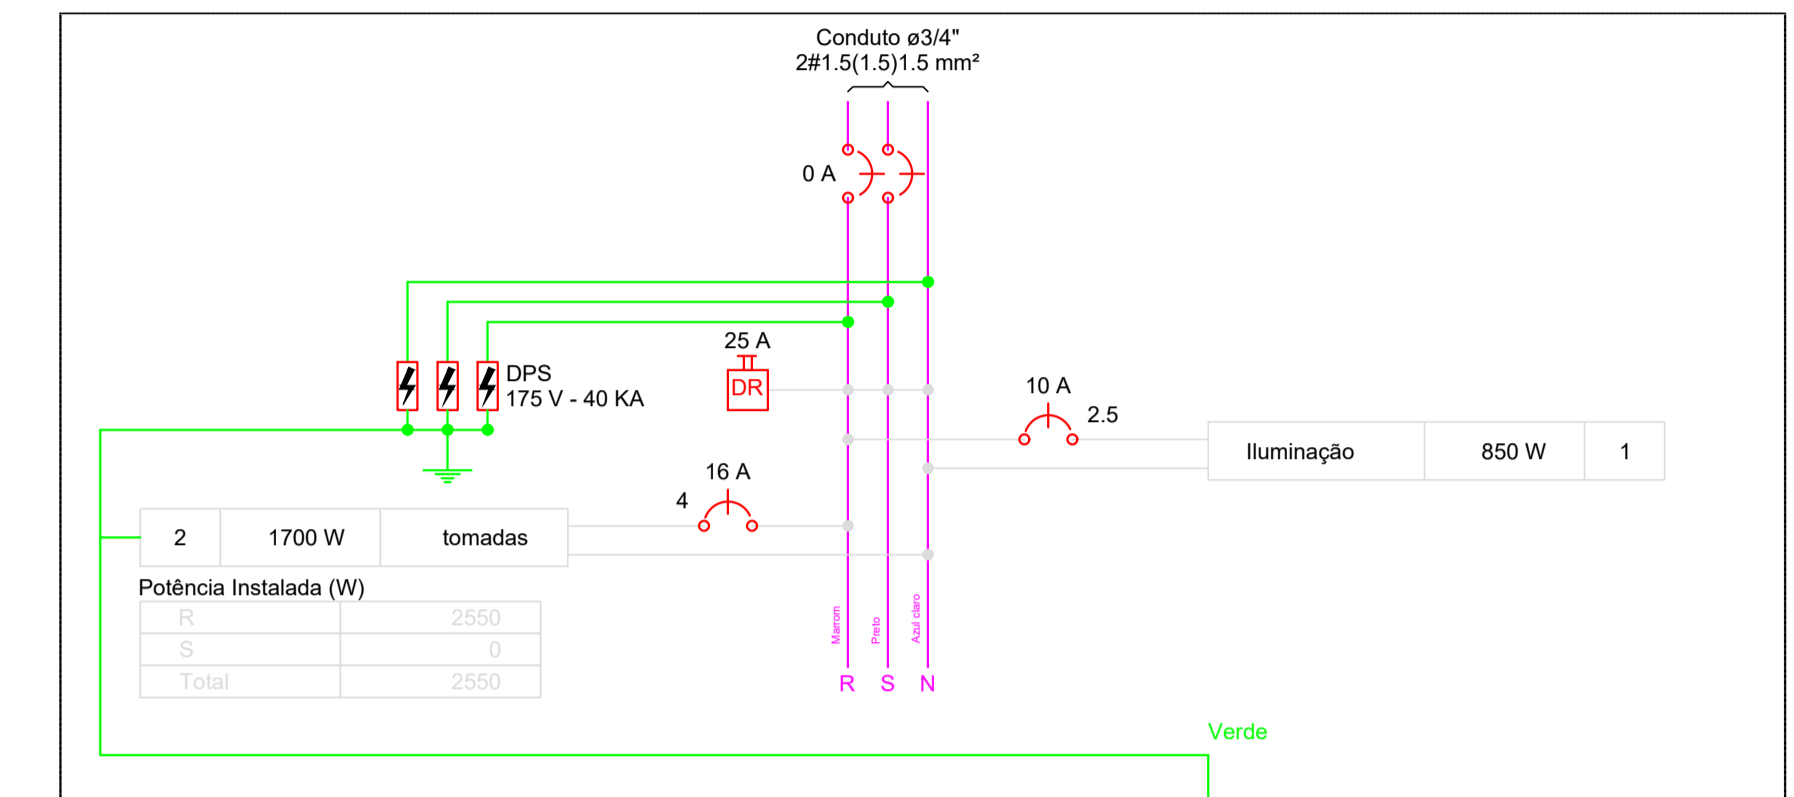 Conduto ø3/4"
2#1.5(1.5)1.5 mm²
0 A
25 A
DR
DPS
175 V - 40 KA
10 A
2.5
Iluminação 850 W 1
16 A
4
2 1700 W tomadas
Potência Instalada (W)
R 2550
S 0
Total 2550
Marrom
Preto
Azul claro
R S N
Verde